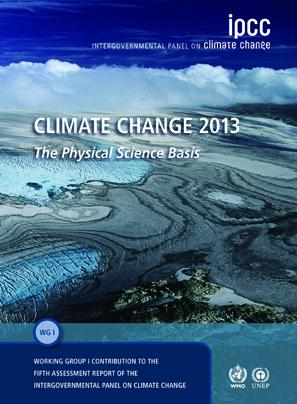 ipcc
INTERGOVERNMENTAL PANEL ON climate change
CLIMATE CHANGE 2013
The Physical Science Basis
WG I
WORKING GROUP I CONTRIBUTION TO THE
FIFTH ASSESSMENT REPORT OF THE
INTERGOVERNMENTAL PANEL ON CLIMATE CHANGE
WMO UNEP